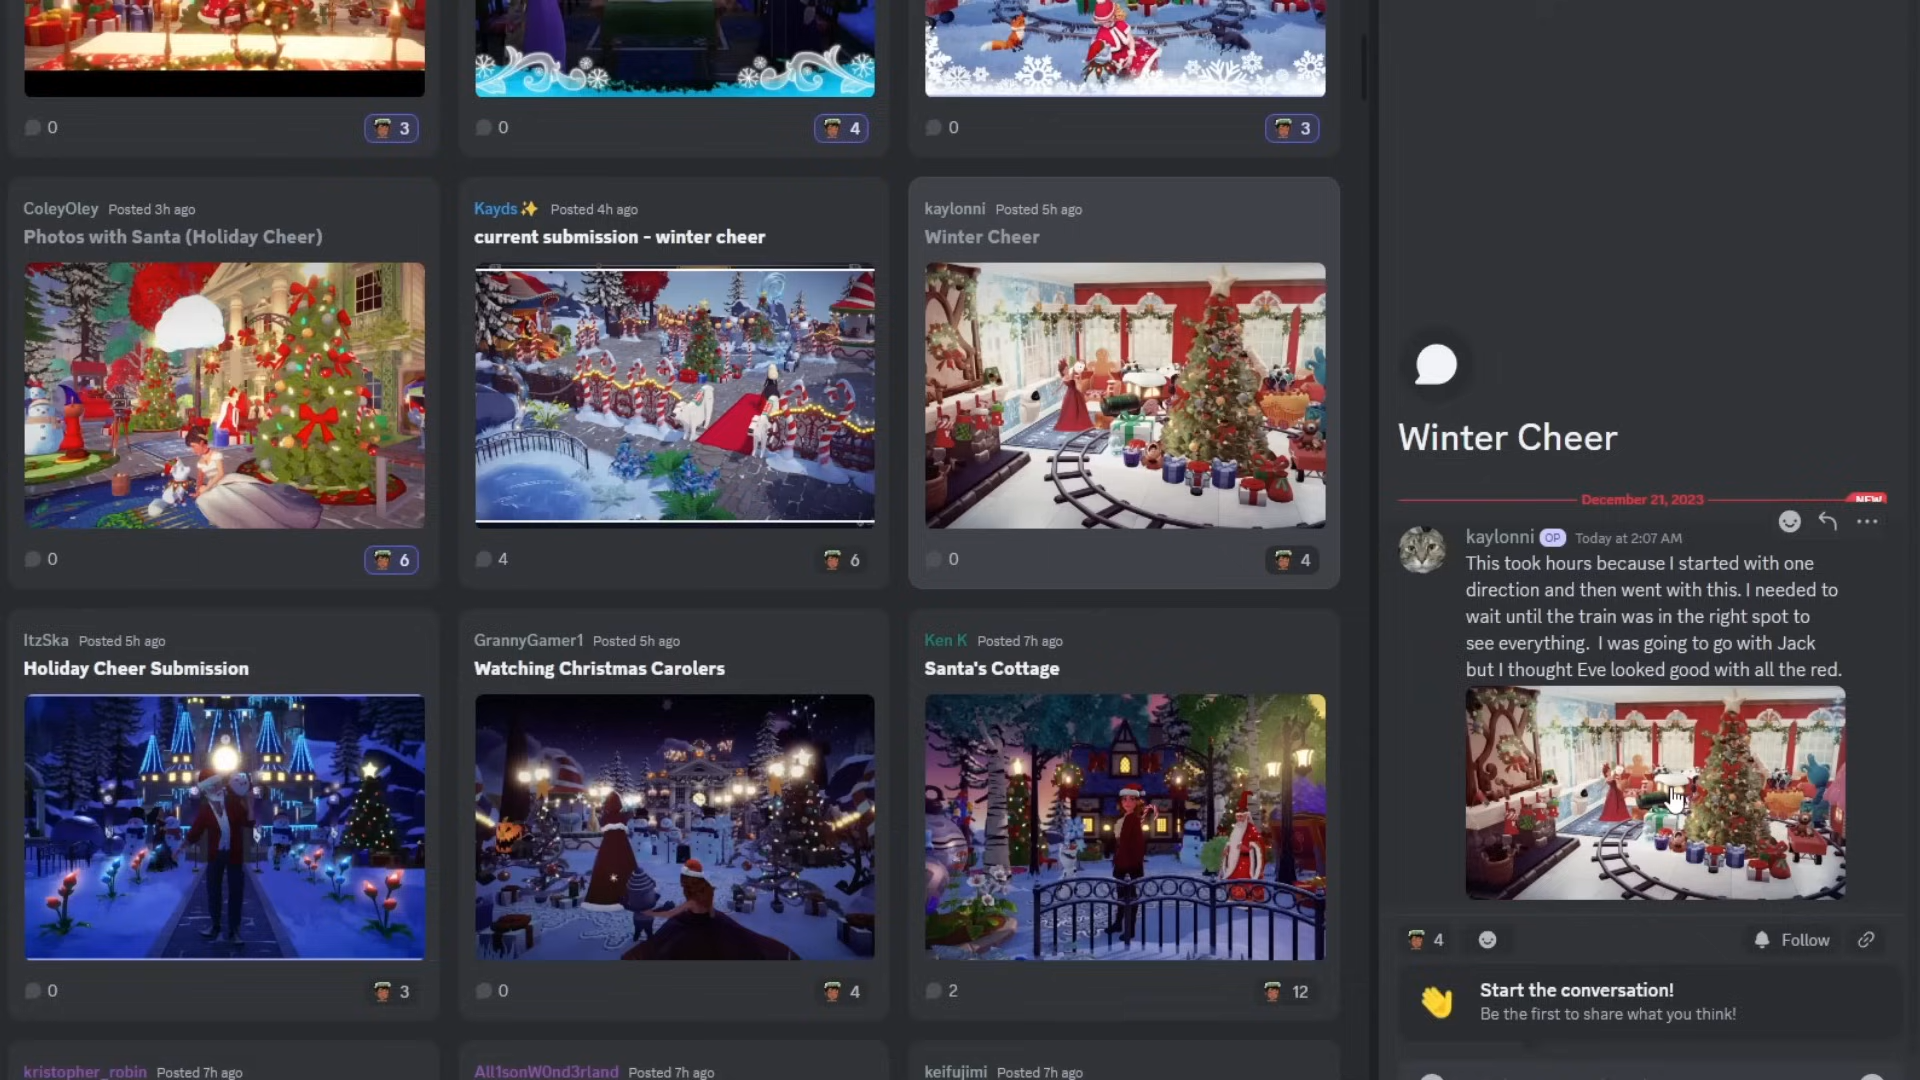 0
3
0
4
0
3
ColeyOley Posted 3h ago
Photos with Santa (Holiday Cheer)
0
6
Kayds✨ Posted 4h ago
current submission - winter cheer
4
6
kaylonni Posted 5h ago
Winter Cheer
0
4
ItzSka Posted 5h ago
Holiday Cheer Submission
0
3
GrannyGamer1 Posted 5h ago
Watching Christmas Carolers
0
4
Ken K Posted 7h ago
Santa's Cottage
2
12
kristopher_robin Posted 7h ago
All1sonW0nd3rland Posted 7h ago
keifujimi Posted 7h ago
Winter Cheer
December 21, 2023
NEW
kaylonni OP Today at 2:07 AM
This took hours because I started with one
direction and then went with this. I needed to
wait until the train was in the right spot to
see everything. I was going to go with Jack
but I thought Eve looked good with all the red.
4
Follow
Start the conversation!
Be the first to share what you think!